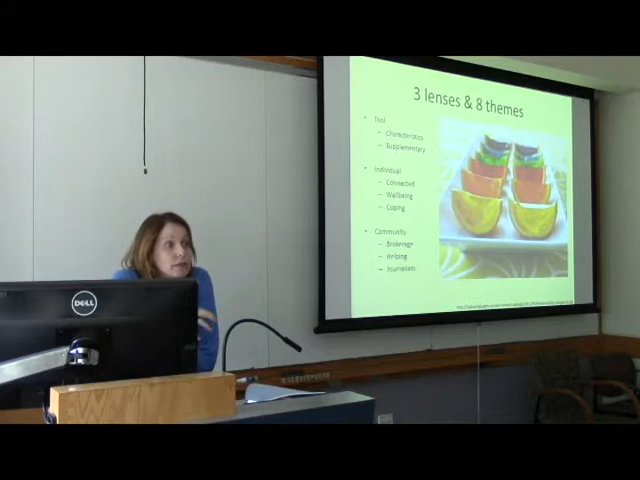 3 lenses & 8 themes
• Tool
– Characteristics
– Supplementary
• Individual
– Connected
– Wellbeing
– Coping
• Community
– Brokerage
– Helping
– Journalism
DELL